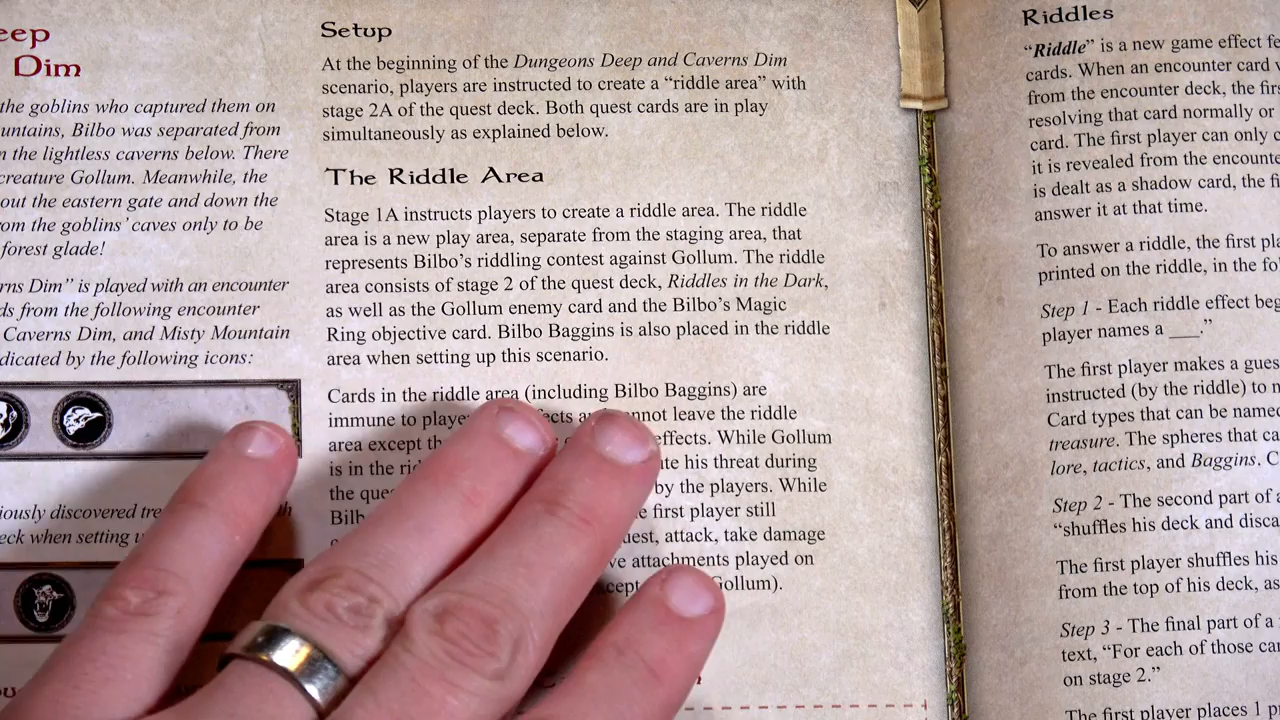 eep
Dim
the goblins who captured them on
untains, Bilbo was separated from
n the lightless caverns below. There
creature Gollum. Meanwhile, the
out the eastern gate and down the
rom the goblins' caves only to be
forest glade!
rns Dim" is played with an encounter
ds from the following encounter
Caverns Dim, and Misty Mountain
dicated by the following icons:
iously discovered tre
eck when setting u
Setup
At the beginning of the Dungeons Deep and Caverns Dim
scenario, players are instructed to create a "riddle area" with
stage 2A of the quest deck. Both quest cards are in play
simultaneously as explained below.
The Riddle Area
Stage 1A instructs players to create a riddle area. The riddle
area is a new play area, separate from the staging area, that
represents Bilbo's riddling contest against Gollum. The riddle
area consists of stage 2 of the quest deck, Riddles in the Dark,
as well as the Gollum enemy card and the Bilbo's Magic
Ring objective card. Bilbo Baggins is also placed in the riddle
area when setting up this scenario.
Cards in the riddle area (including Bilbo Baggins) are
immune to playe ects a nnot leave the riddle
area except th effects. While Gollum
is in the rid te his threat during
the que by the players. While
Bilb e first player still
uest, attack, take damage
ve attachments played on
cept Gollum).
Riddles
"Riddle" is a new game effect fe
cards. When an encounter card
from the encounter deck, the firs
resolving that card normally or
card. The first player can only
it is revealed from the encounte
is dealt as a shadow card, the fi
answer it at that time.
To answer a riddle, the first pla
printed on the riddle, in the fo
Step 1 - Each riddle effect beg
player names a ___."
The first player makes a gues
instructed (by the riddle) to n
Card types that can be name
treasure. The spheres that ca
lore, tactics, and Baggins. C
Step 2 - The second part of a
"shuffles his deck and disca
The first player shuffles his
from the top of his deck, as
Step 3 - The final part of a
text, "For each of those car
on stage 2."
The first player places 1 p